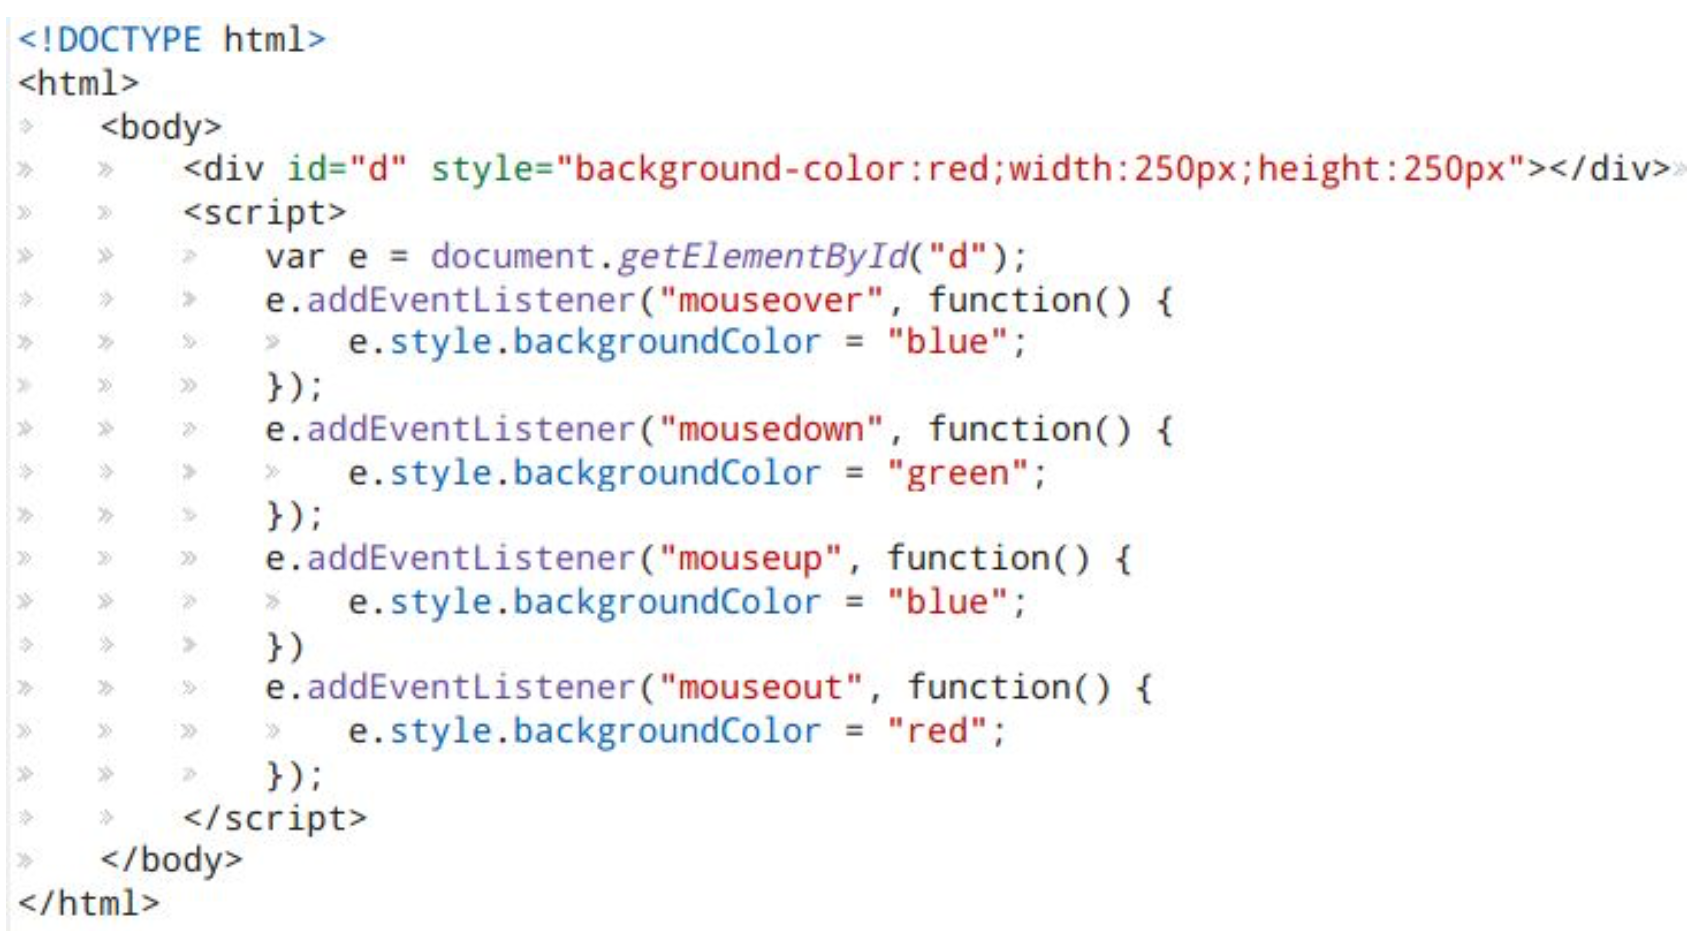 <!DOCTYPE html>
<html>
» <body>
» » <div id="d" style="background-color:red;width:250px;height:250px"></div>»
» » <script>
» » » var e = document.getElementById("d");
» » » e.addEventListener("mouseover", function() {
» » » » e.style.backgroundColor = "blue";
» » » });
» » » e.addEventListener("mousedown", function() {
» » » » e.style.backgroundColor = "green";
» » » });
» » » e.addEventListener("mouseup", function() {
» » » » e.style.backgroundColor = "blue";
» » » })
» » » e.addEventListener("mouseout", function() {
» » » » e.style.backgroundColor = "red";
» » » });
» » </script>
» </body>
</html>